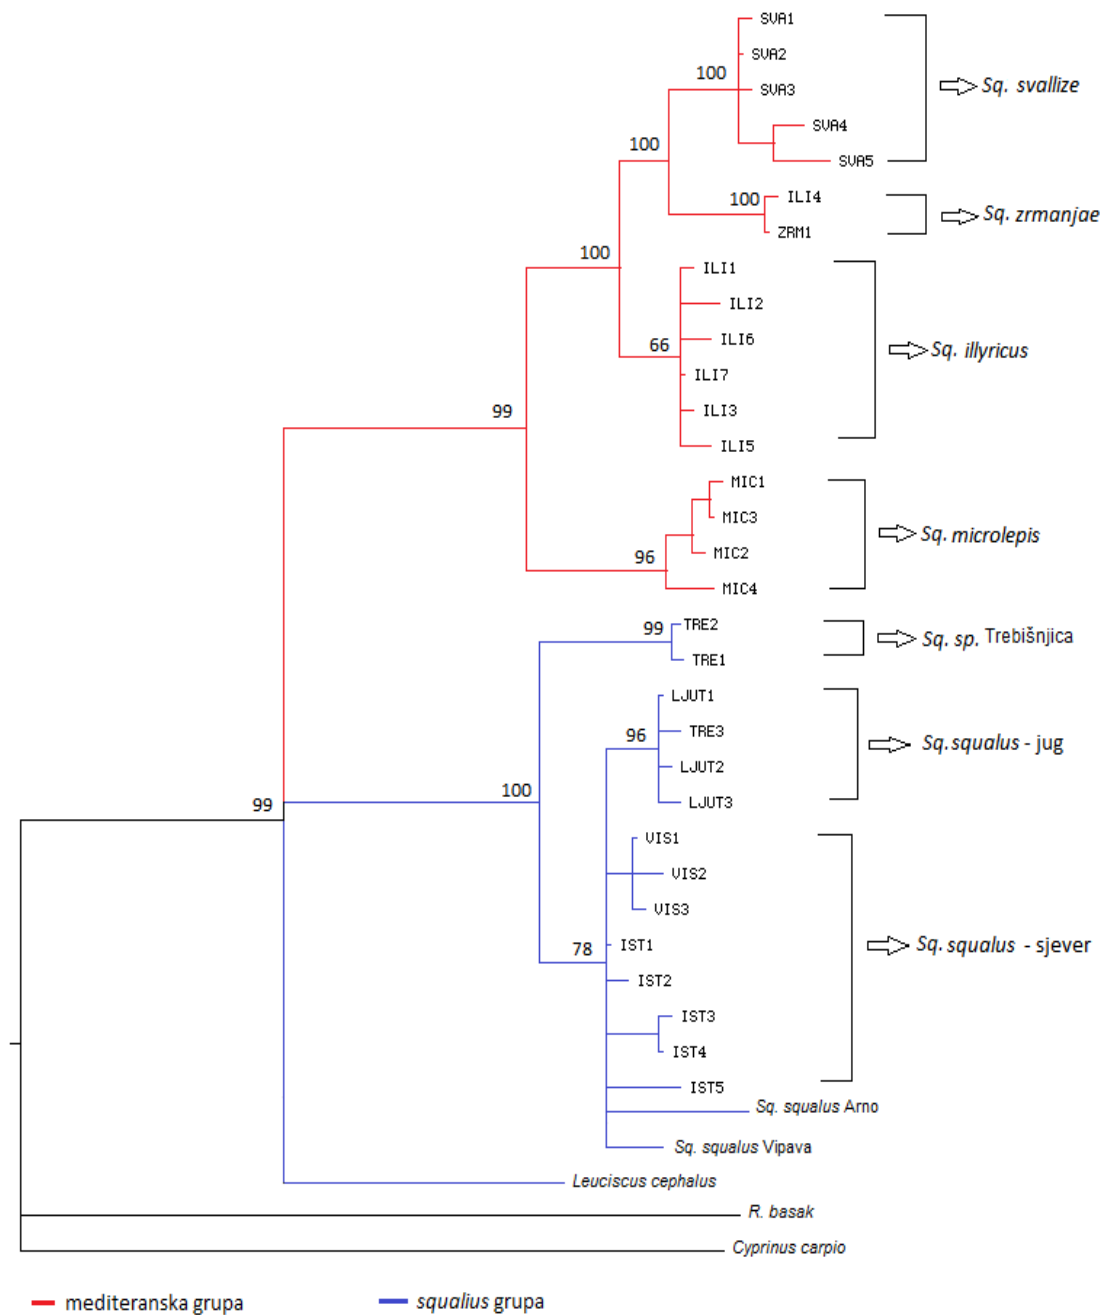 SVA1
SVA2
100
SVA3
Sq. svallize
SVA4
100
SVA5
100
ILI4
ZRM1
Sq. zrmanjae
100
ILI1
ILI2
66
ILI6
Sq. illyricus
ILI7
ILI3
99
ILI5
MIC1
MIC3
Sq. microlepis
MIC2
96
MIC4
99
TRE2
Sq. sp. Trebišnjica
TRE1
LJUT1
96
TRE3
Sq. squalus - jug
LJUT2
100
LJUT3
99
VIS1
VIS2
VIS3
78
IST1
Sq. squalus - sjever
IST2
IST3
IST4
IST5
Sq. squalus Arno
Sq. squalus Vipava
Leuciscus cephalus
R. basak
Cyprinus carpio
mediteranska grupa
squalius grupa